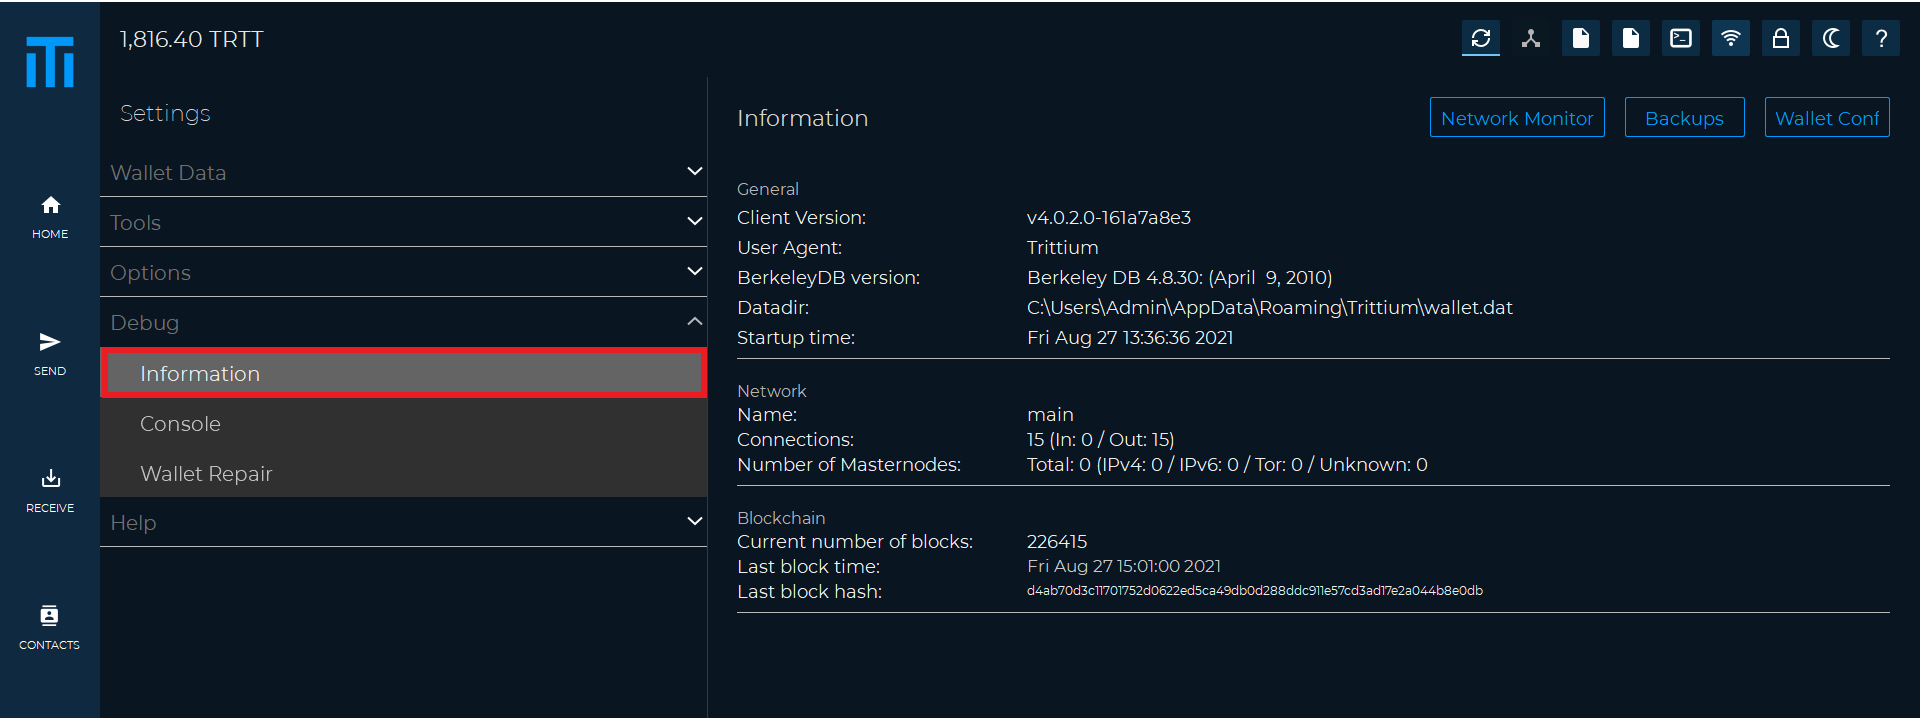 1,816.40 TRTT
Settings
Wallet Data
Tools
Options
Debug
Information
Console
Wallet Repair
Help
HOME
SEND
RECEIVE
CONTACTS
Information
Network Monitor
Backups
Wallet Conf
General
Client Version: v4.0.2.0-161a7a8e3
User Agent: Trittium
BerkeleyDB version: Berkeley DB 4.8.30: (April  9, 2010)
Datadir: C:\Users\Admin\AppData\Roaming\Trittium\wallet.dat
Startup time: Fri Aug 27 13:36:36 2021
Network
Name: main
Connections: 15 (In: 0 / Out: 15)
Number of Masternodes: Total: 0 (IPv4: 0 / IPv6: 0 / Tor: 0 / Unknown: 0
Blockchain
Current number of blocks: 226415
Last block time: Fri Aug 27 15:01:00 2021
Last block hash: d4ab70d3c11701752d0622ed5ca49db0d288ddc911e57cd3ad17e2a044b8e0db